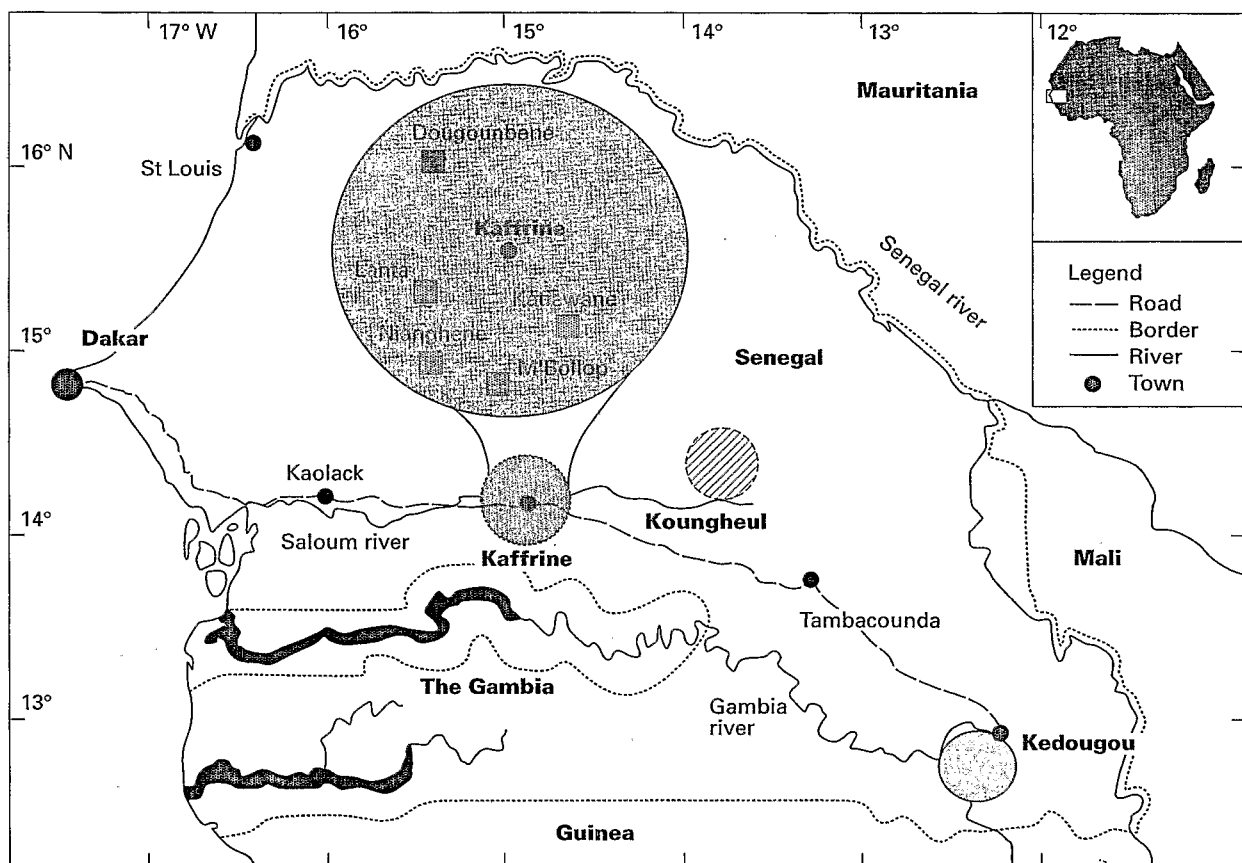 17° W
16°
15°
14°
13°
12°
Mauritania
16° N
St Louis
Dougounbene
Kaffrine
Lama
Kanawane
Nianghene
M'Bollop
Senegal river
Legend
Road
Border
River
Town
15°
Dakar
Senegal
Kaolack
Koungheul
14°
Saloum river
Kaffrine
Mali
Tambacounda
The Gambia
13°
Gambia
river
Kedougou
Guinea